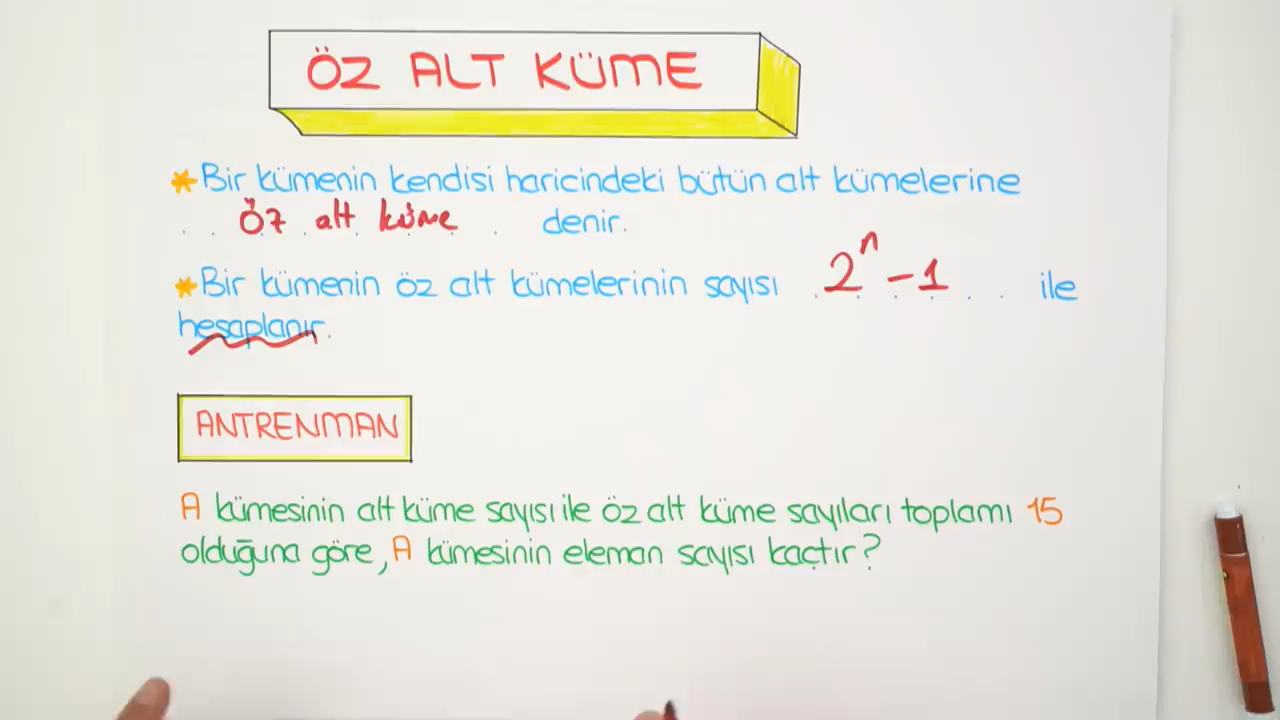 ÖZ ALT KÜME
* Bir kümenin kendisi haricindeki bütün alt kümelerine
.. Öz alt küme . denir.
* Bir kümenin öz alt kümelerinin sayısı 2ⁿ - 1 .. ile
hesaplanır.
ANTRENMAN
A kümesinin alt küme sayısı ile öz alt küme sayıları toplamı 15
olduğuna göre, A kümesinin eleman sayısı kaçtır?